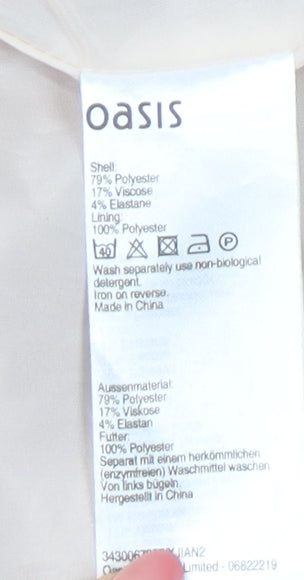 oasis
Shell:
79% Polyester
17% Viscose
4% Elastane
Lining:
100% Polyester
40 P
Wash separately use non-biological
detergent.
Iron on reverse.
Made in China
Aussenmaterial:
79% Polyester
17% Viskose
4% Elastan
Futter:
100% Polyester
Separat mit einem herkömmlichen
(enzymfreien) Waschmittel waschen
Von links bügeln.
Hergestellt in China
Limited - 06822219